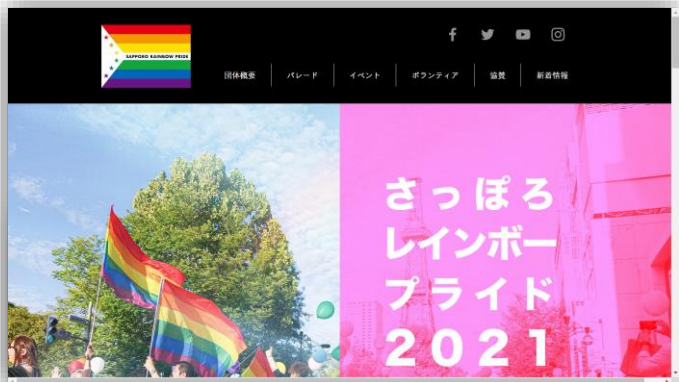 SAPPORO RAINBOW PRIDE
団体概要
パレード
イベント
ボランティア
協賛
新着情報
さっぽろ
レインボー
プライド
2021